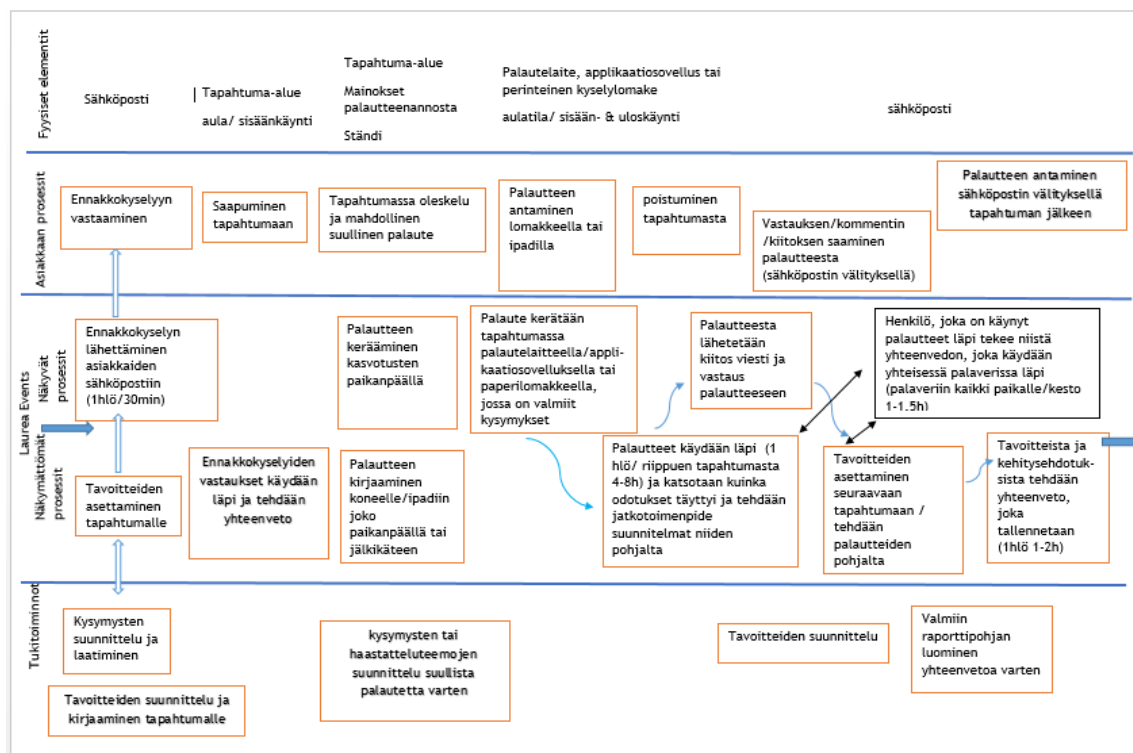 Fyysiset elementit
Sähköposti
Tapahtuma-alue
aula/ sisäänkäynti
Tapahtuma-alue
Mainokset
palautteenannosta
Ständi
Palautelaite, applikaatiosovellus tai
perinteinen kyselylomake
aulatila/ sisään- & uloskäynti
sähköposti
Asiakkaan prosessit
Ennakkokyselyyn
vastaaminen
Saapuminen
tapahtumaan
Tapahtumassa oleskelu
ja mahdollinen
suullinen palaute
Palautteen
antaminen
lomakkeella tai
ipadilla
poistuminen
tapahtumasta
Vastauksen/kommentin
/kiitoksen saaminen
palautteesta
(sähköpostin välityksellä)
Palautteen antaminen
sähköpostin välityksellä
tapahtuman jälkeen
Laurea Events
Näkyvät
prosessit
Ennakkokyselyn
lähettäminen
asiakkaiden
sähköpostiin
(1hlö/30min)
Palautteen
kerääminen
kasvotusten
paikanpäällä
Palaute kerätään
tapahtumassa
palautelaitteella/appli-
kaatiosovelluksella tai
paperilomakkeella,
jossa on valmiit
kysymykset
Palautteesta
lähetetään
kiitos viesti ja
vastaus
palautteeseen
Henkilö, joka on käynyt
palautteet läpi tekee niistä
yhteenvedon, joka käydään
yhteisessä palaverissa läpi
(palaveriin kaikki paikalle/kesto
1-1.5h)
Näkymättömät
prosessit
Tavoitteiden
asettaminen
tapahtumalle
Ennakkokyselyiden
vastaukset käydään
läpi ja tehdään
yhteenveto
Palautteen
kirjaaminen
koneelle/ipadiin
joko
paikanpäällä tai
jälkikäteen
Palautteet käydään läpi (1
hlö/ riippuen tapahtumasta
4-8h) ja katsotaan kuinka
odotukset täyttyi ja tehdään
jatkotoimenpide
suunnitelmat niiden
pohjalta
Tavoitteiden
asettaminen
seuraavaan
tapahtumaan /
tehdään
palautteiden
pohjalta
Tavoitteista ja
kehitysehdotuk-
sista tehdään
yhteenveto,
joka
tallennetaan
(1hlö 1-2h)
Tukitoiminnot
Kysymysten
suunnittelu ja
laatiminen
Tavoitteiden suunnittelu ja
kirjaaminen tapahtumalle
kysymysten tai
haastatteluteemojen
suunnittelu suullista
palautetta varten
Tavoitteiden suunnittelu
Valmiin
raporttipohjan
luominen
yhteenvetoa varten